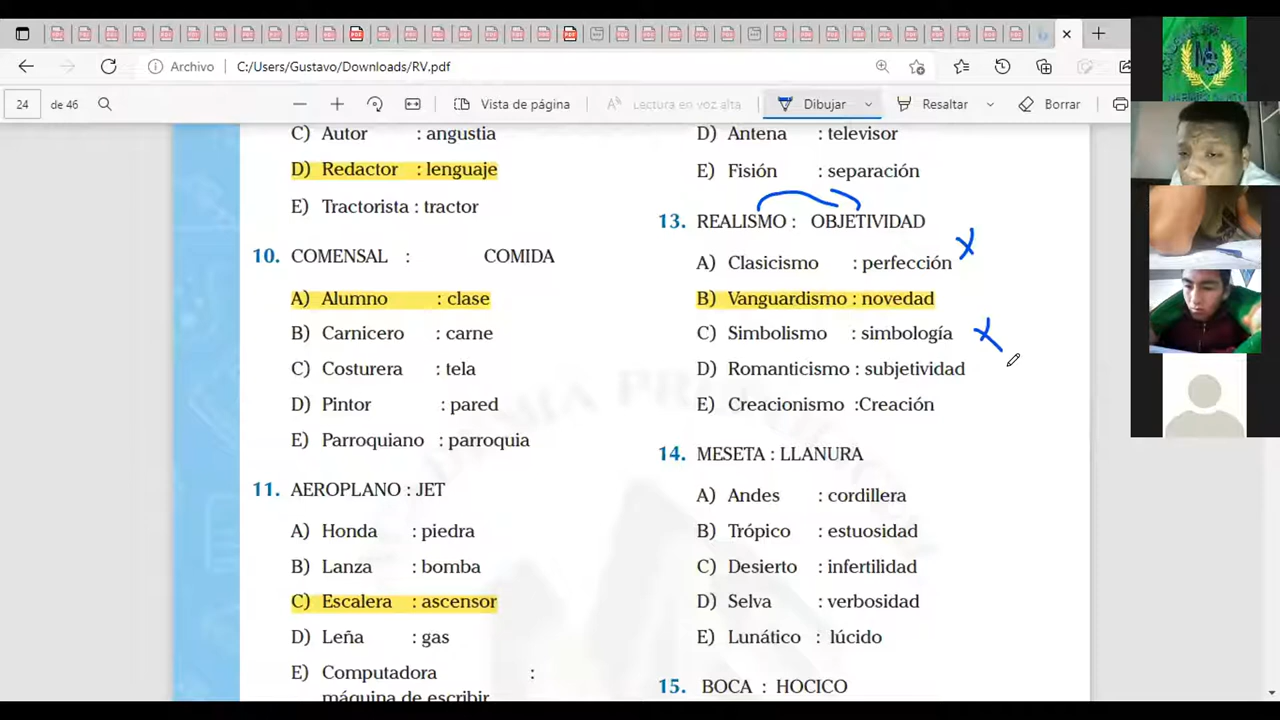 Archivo
C:/Users/Gustavo/Downloads/RV.pdf
24
de 46
Vista de página
Lectura en voz alta
Dibujar
Resaltar
Borrar
C) Autor : angustia
D) Redactor : lenguaje
E) Tractorista : tractor
10. COMENSAL : COMIDA
A) Alumno : clase
B) Carnicero : carne
C) Costurera : tela
D) Pintor : pared
E) Parroquiano : parroquia
11. AEROPLANO : JET
A) Honda : piedra
B) Lanza : bomba
C) Escalera : ascensor
D) Leña : gas
E) Computadora :
máquina de escribir
D) Antena : televisor
E) Fisión : separación
13. REALISMO : OBJETIVIDAD
A) Clasicismo : perfección
B) Vanguardismo : novedad
C) Simbolismo : simbología
D) Romanticismo : subjetividad
E) Creacionismo :Creación
14. MESETA : LLANURA
A) Andes : cordillera
B) Trópico : estuosidad
C) Desierto : infertilidad
D) Selva : verbosidad
E) Lunático : lúcido
15. BOCA : HOCICO